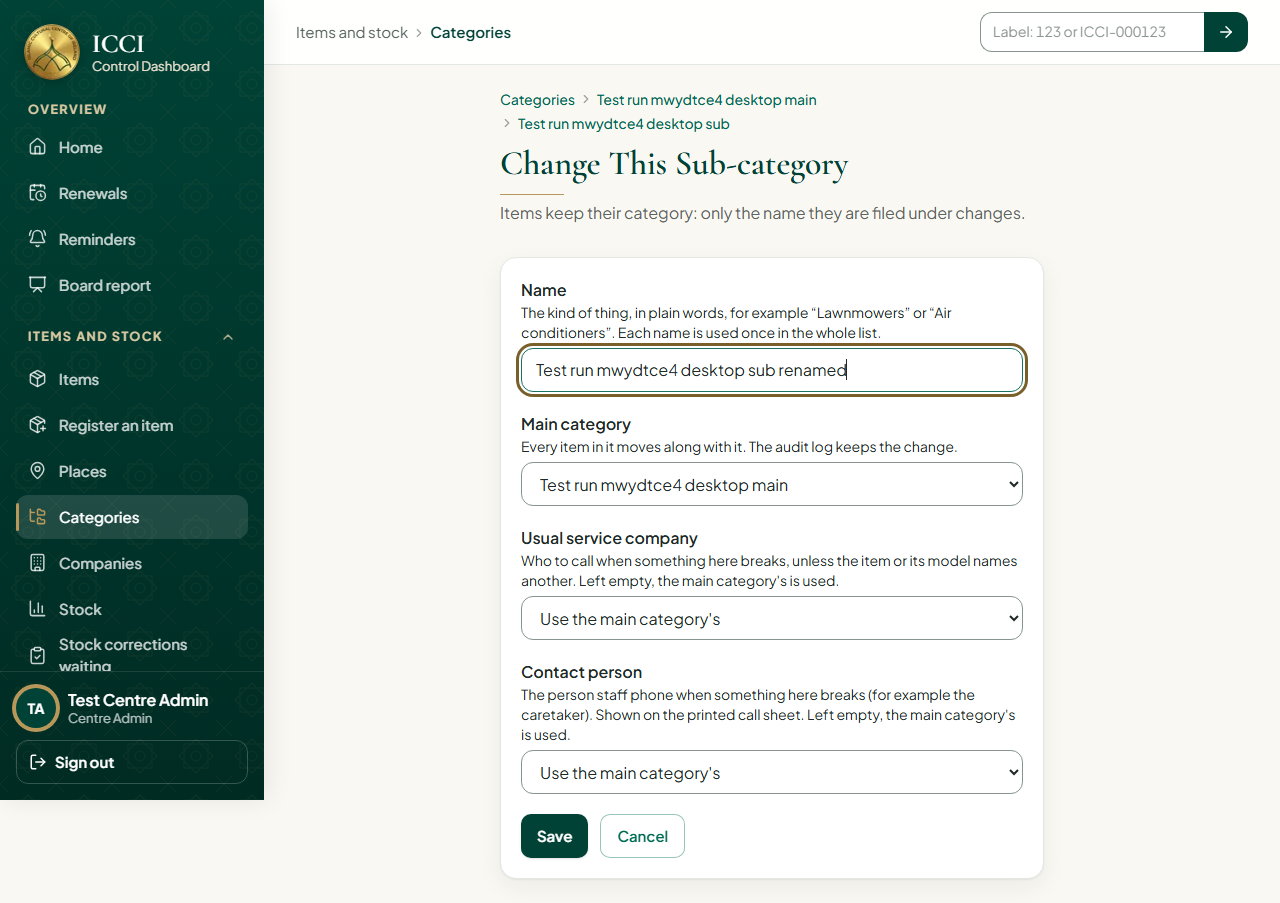 ICCI
Control Dashboard
OVERVIEW
Home
Renewals
Reminders
Board report
ITEMS AND STOCK
Items
Register an item
Places
Categories
Companies
Stock
Stock corrections
waiting
TA
Test Centre Admin
Centre Admin
Sign out
Items and stock > Categories
Label: 123 or ICCI-000123
Categories > Test run mwydtce4 desktop main
> Test run mwydtce4 desktop sub
Change This Sub-category
Items keep their category: only the name they are filed under changes.
Name
The kind of thing, in plain words, for example “Lawnmowers” or “Air
conditioners”. Each name is used once in the whole list.
Test run mwydtce4 desktop sub renamed
Main category
Every item in it moves along with it. The audit log keeps the change.
Test run mwydtce4 desktop main
Usual service company
Who to call when something here breaks, unless the item or its model names
another. Left empty, the main category's is used.
Use the main category's
Contact person
The person staff phone when something here breaks (for example the
caretaker). Shown on the printed call sheet. Left empty, the main category's
is used.
Use the main category's
Save
Cancel